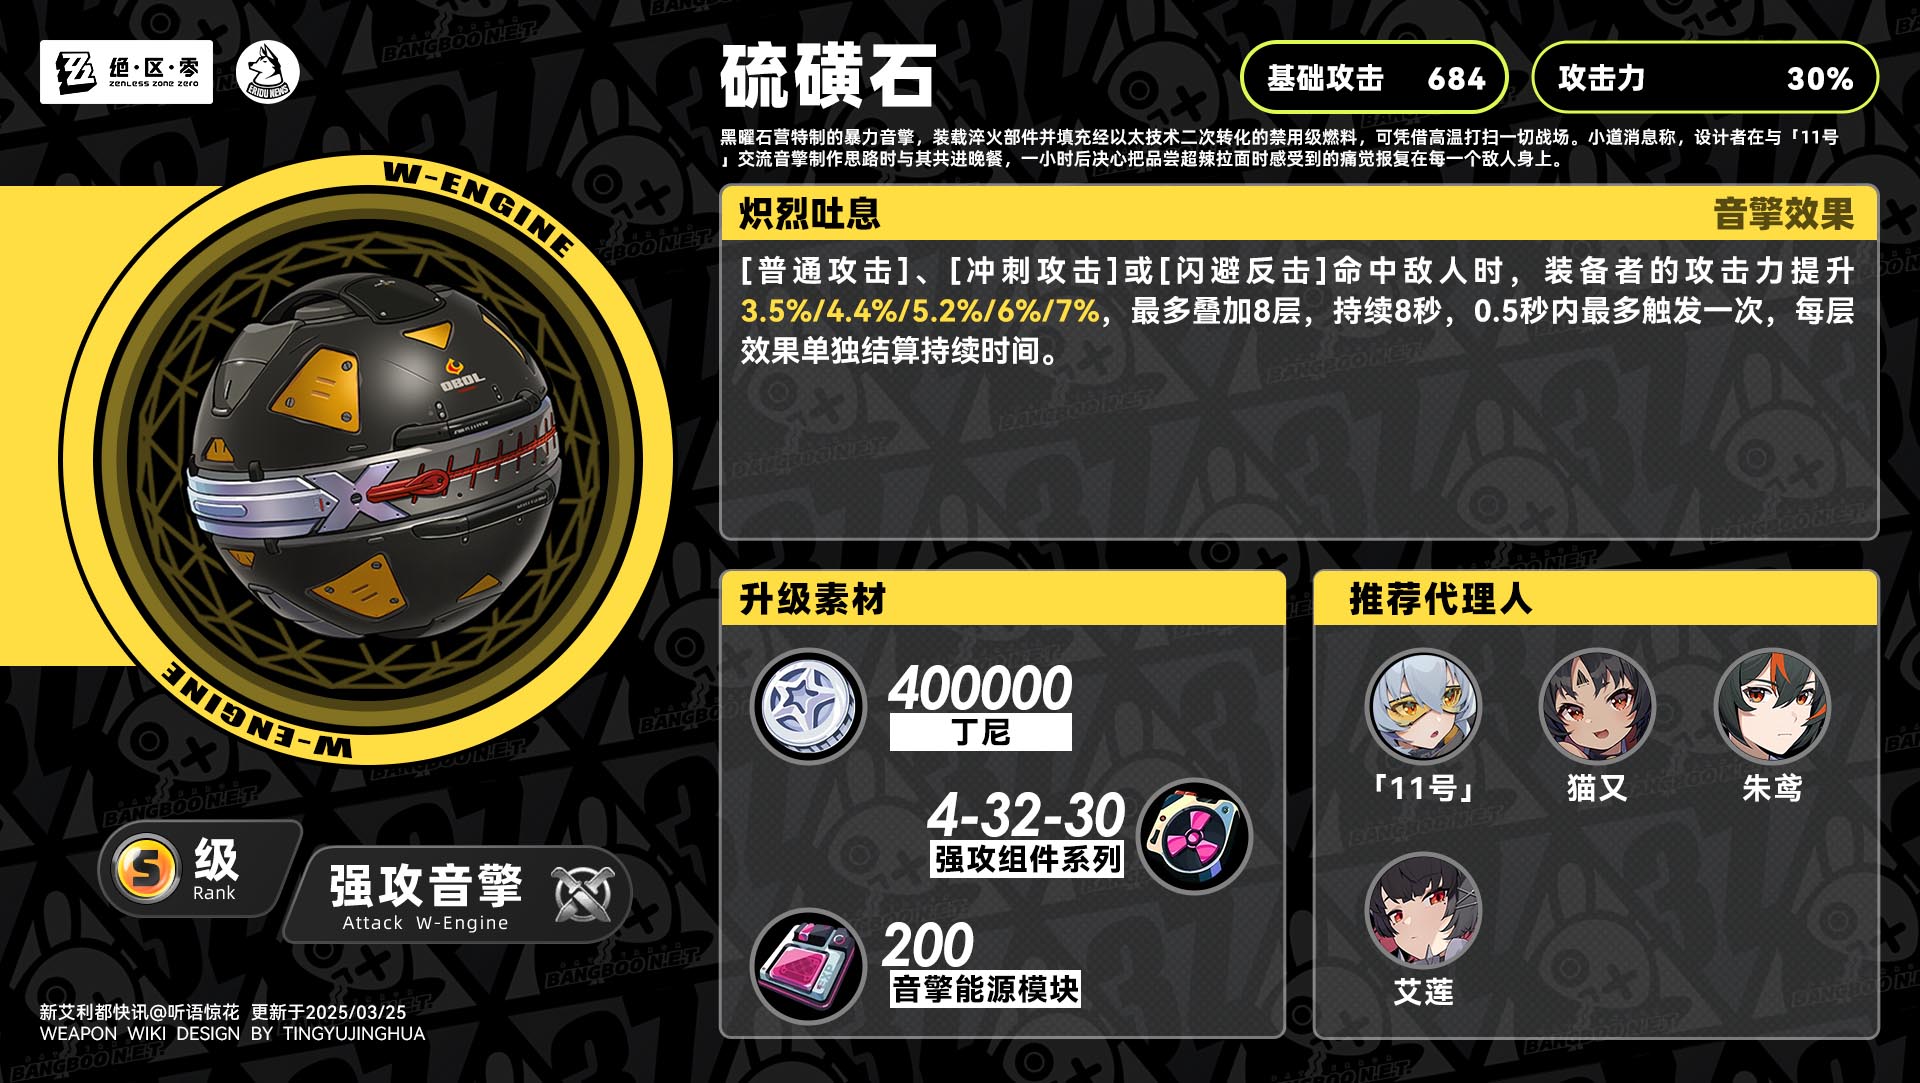 绝·区·零
ZENLESS ZONE ZERO
ERIDU NEWS
硫磺石
基础攻击 684
攻击力 30%
黑曜石营特制的暴力音擎，装载淬火部件并填充经以太技术二次转化的禁用级燃料，可凭借高温打扫一切战场。小道消息称，设计者在与「11号
」交流音擎制作思路时与其共进晚餐，一小时后决心把品尝超辣拉面时感受到的痛觉报复在每一个敌人身上。
W-ENGINE
OBOL
W-ENGINE
炽烈吐息
音擎效果
[普通攻击]、[冲刺攻击]或[闪避反击]命中敌人时，装备者的攻击力提升
3.5%/4.4%/5.2%/6%/7%，最多叠加8层，持续8秒，0.5秒内最多触发一次，每层
效果单独结算持续时间。
升级素材
400000
丁尼
4-32-30
强攻组件系列
200
音擎能源模块
推荐代理人
「11号」
猫又
朱鸢
艾莲
S
级
Rank
强攻音擎
Attack W-Engine
新艾利都快讯@听语惊花 更新于2025/03/25
WEAPON WIKI DESIGN BY TINGYUJINGHUA
BANGBOO N.E.T.